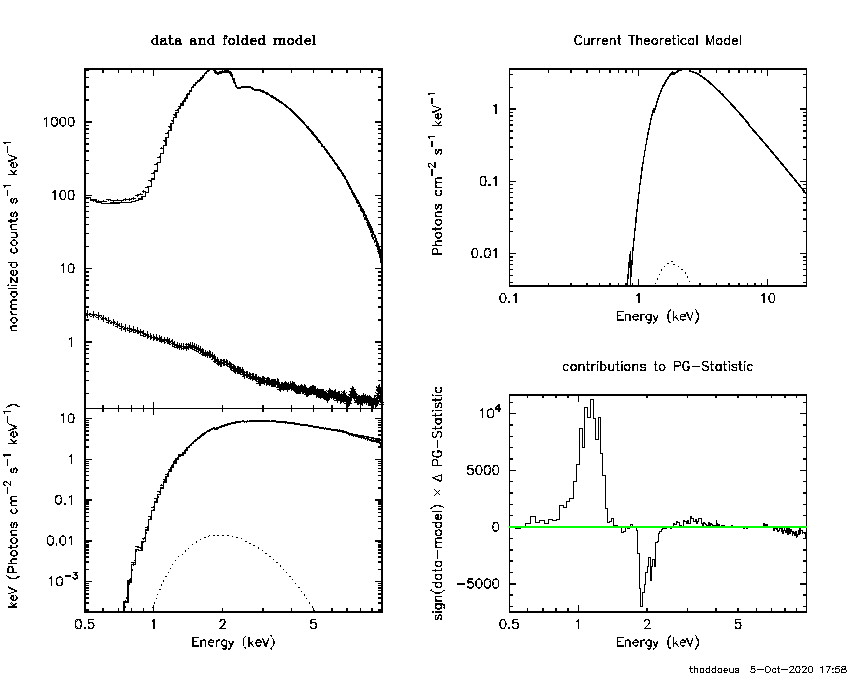 data and folded model
normalized counts s⁻¹ keV⁻¹
1000
100
10
1
keV (Photons cm⁻² s⁻¹ keV⁻¹)
10
1
0.1
0.01
10⁻³
0.5 1 2 5
Energy (keV)
Current Theoretical Model
Photons cm⁻² s⁻¹ keV⁻¹
1
0.1
0.01
0.1 1 10
Energy (keV)
contributions to PG-Statistic
sign(data-model) × Δ PG-Statistic
10⁴
5000
0
-5000
0.5 1 2 5
Energy (keV)
thaddaeus 5-Oct-2020 17:58